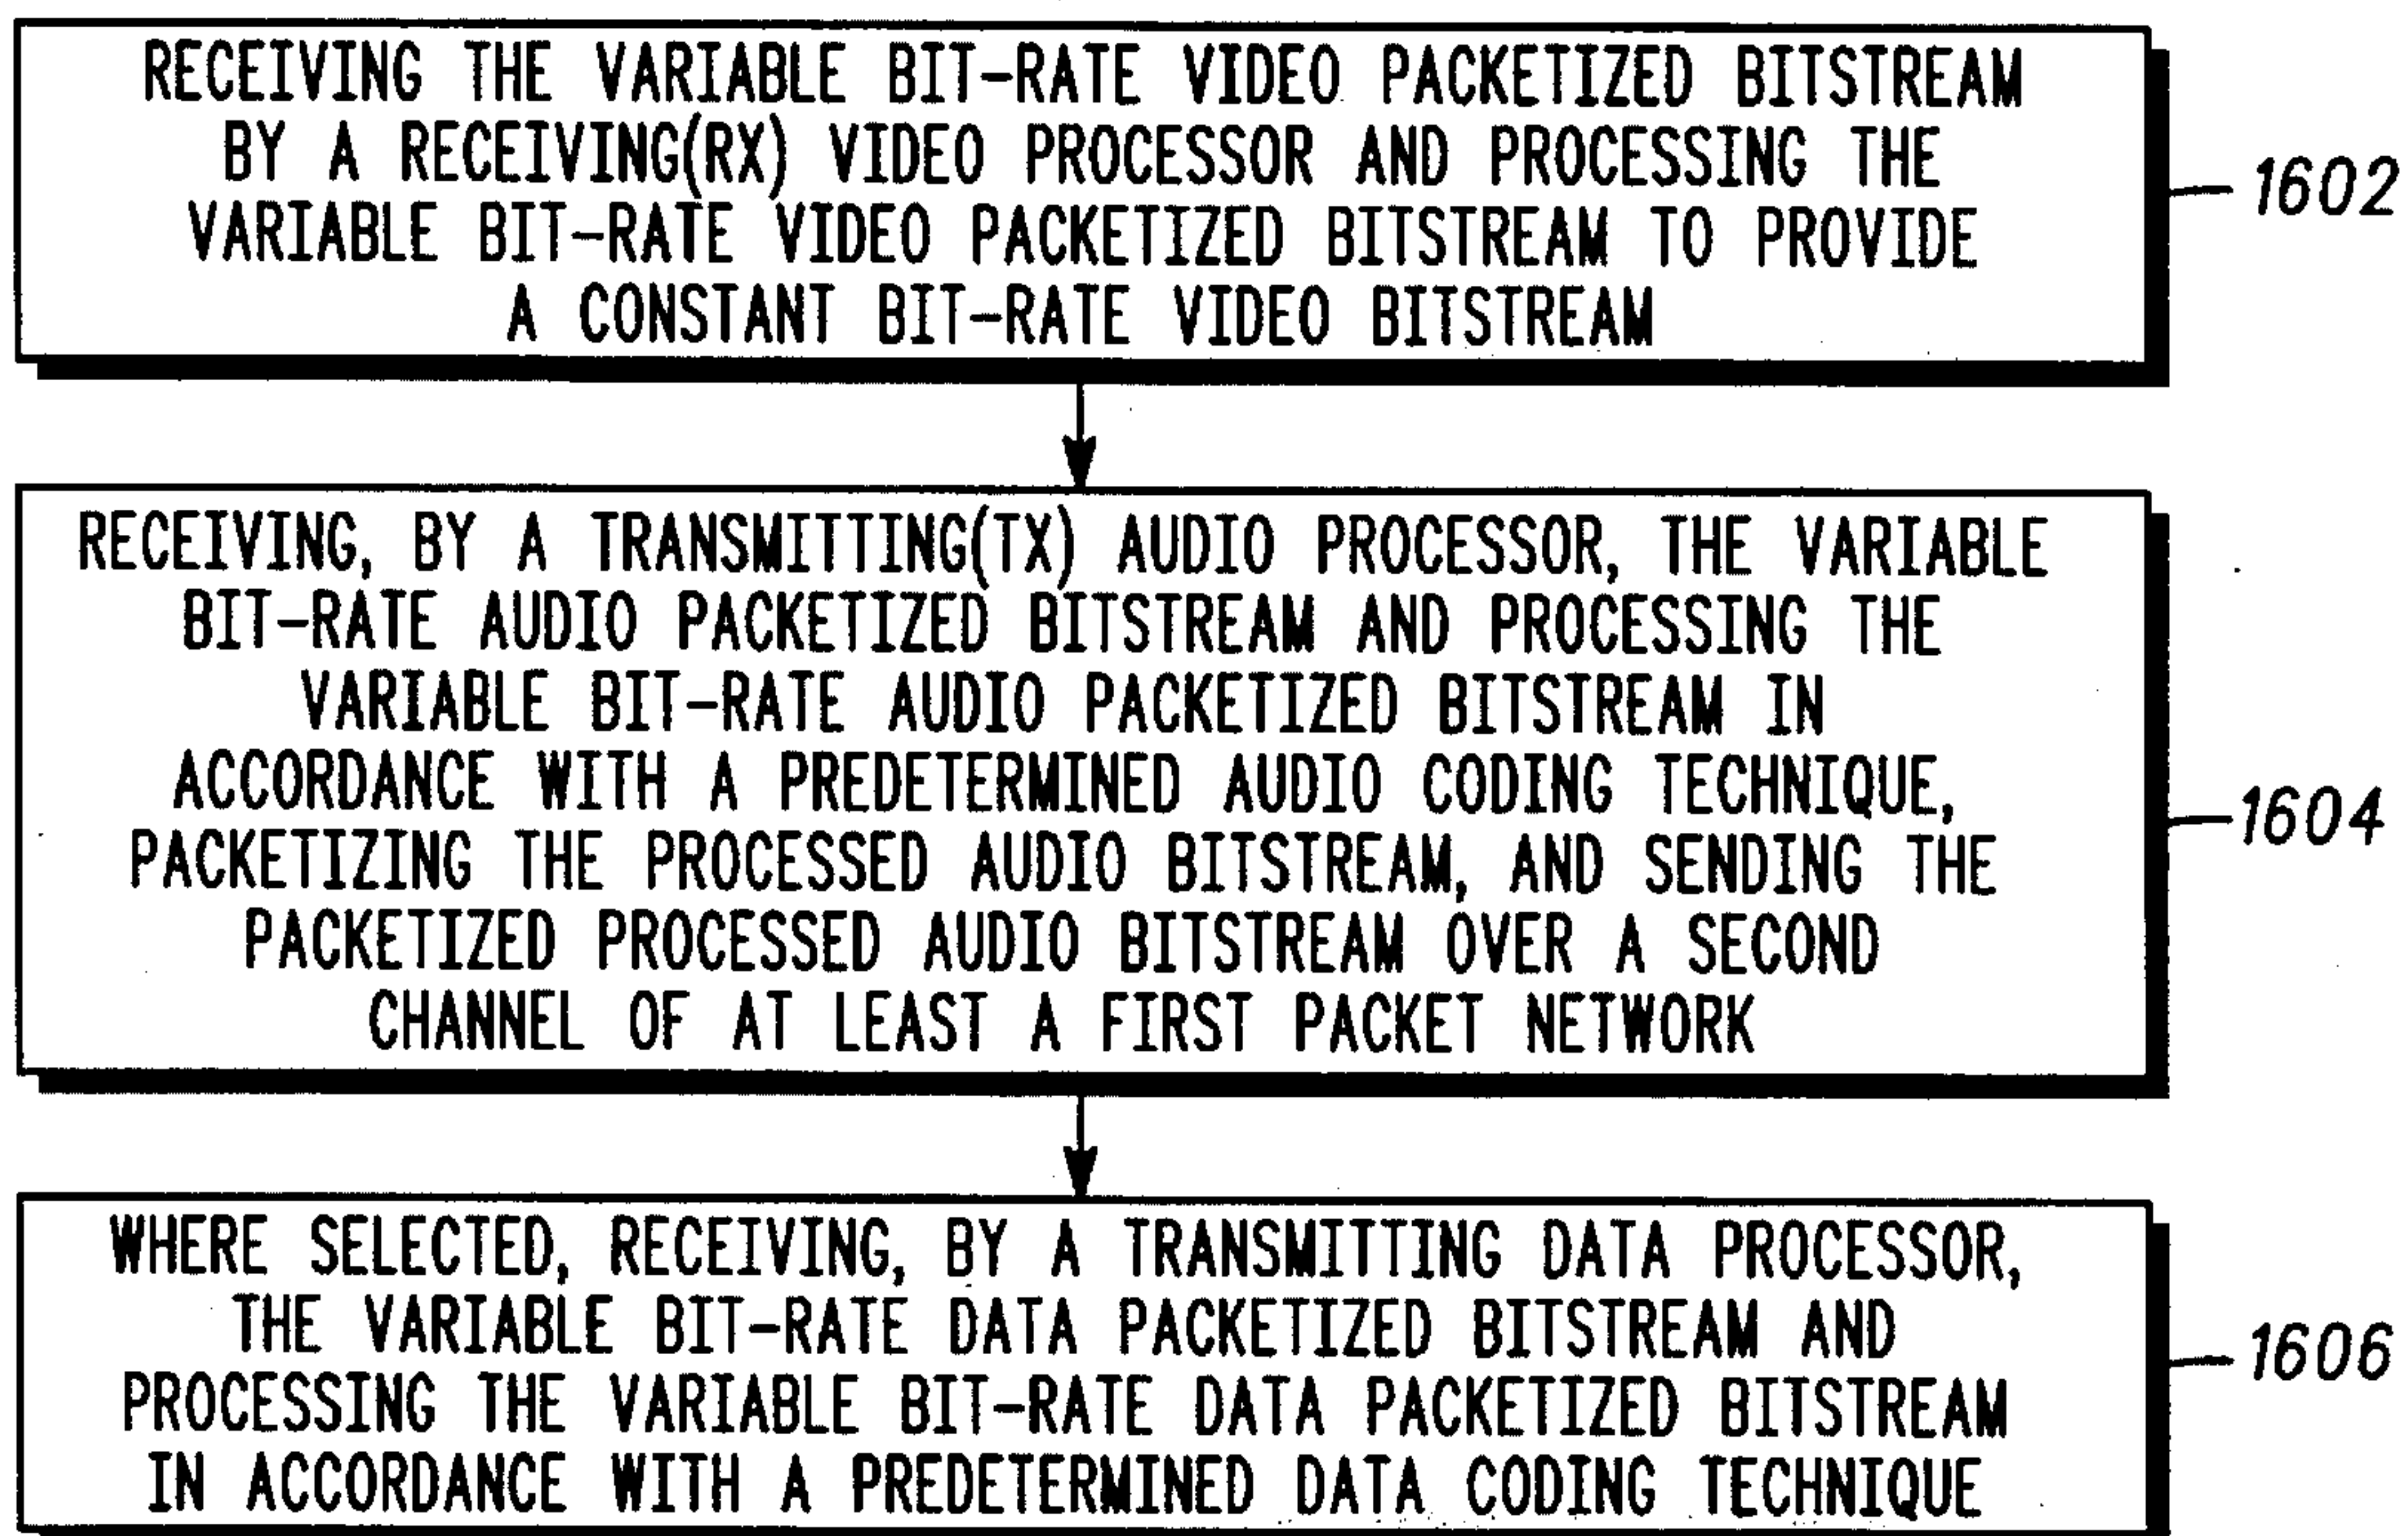 RECEIVING THE VARIABLE BIT-RATE VIDEO PACKETIZED BITSTREAM
BY A RECEIVING(RX) VIDEO PROCESSOR AND PROCESSING THE
VARIABLE BIT-RATE VIDEO PACKETIZED BITSTREAM TO PROVIDE
A CONSTANT BIT-RATE VIDEO BITSTREAM
1602
RECEIVING, BY A TRANSMITTING(TX) AUDIO PROCESSOR, THE VARIABLE
BIT-RATE AUDIO PACKETIZED BITSTREAM AND PROCESSING THE
VARIABLE BIT-RATE AUDIO PACKETIZED BITSTREAM IN
ACCORDANCE WITH A PREDETERMINED AUDIO CODING TECHNIQUE,
PACKETIZING THE PROCESSED AUDIO BITSTREAM, AND SENDING THE
PACKETIZED PROCESSED AUDIO BITSTREAM OVER A SECOND
CHANNEL OF AT LEAST A FIRST PACKET NETWORK
1604
WHERE SELECTED, RECEIVING, BY A TRANSMITTING DATA PROCESSOR,
THE VARIABLE BIT-RATE DATA PACKETIZED BITSTREAM AND
PROCESSING THE VARIABLE BIT-RATE DATA PACKETIZED BITSTREAM
IN ACCORDANCE WITH A PREDETERMINED DATA CODING TECHNIQUE
1606